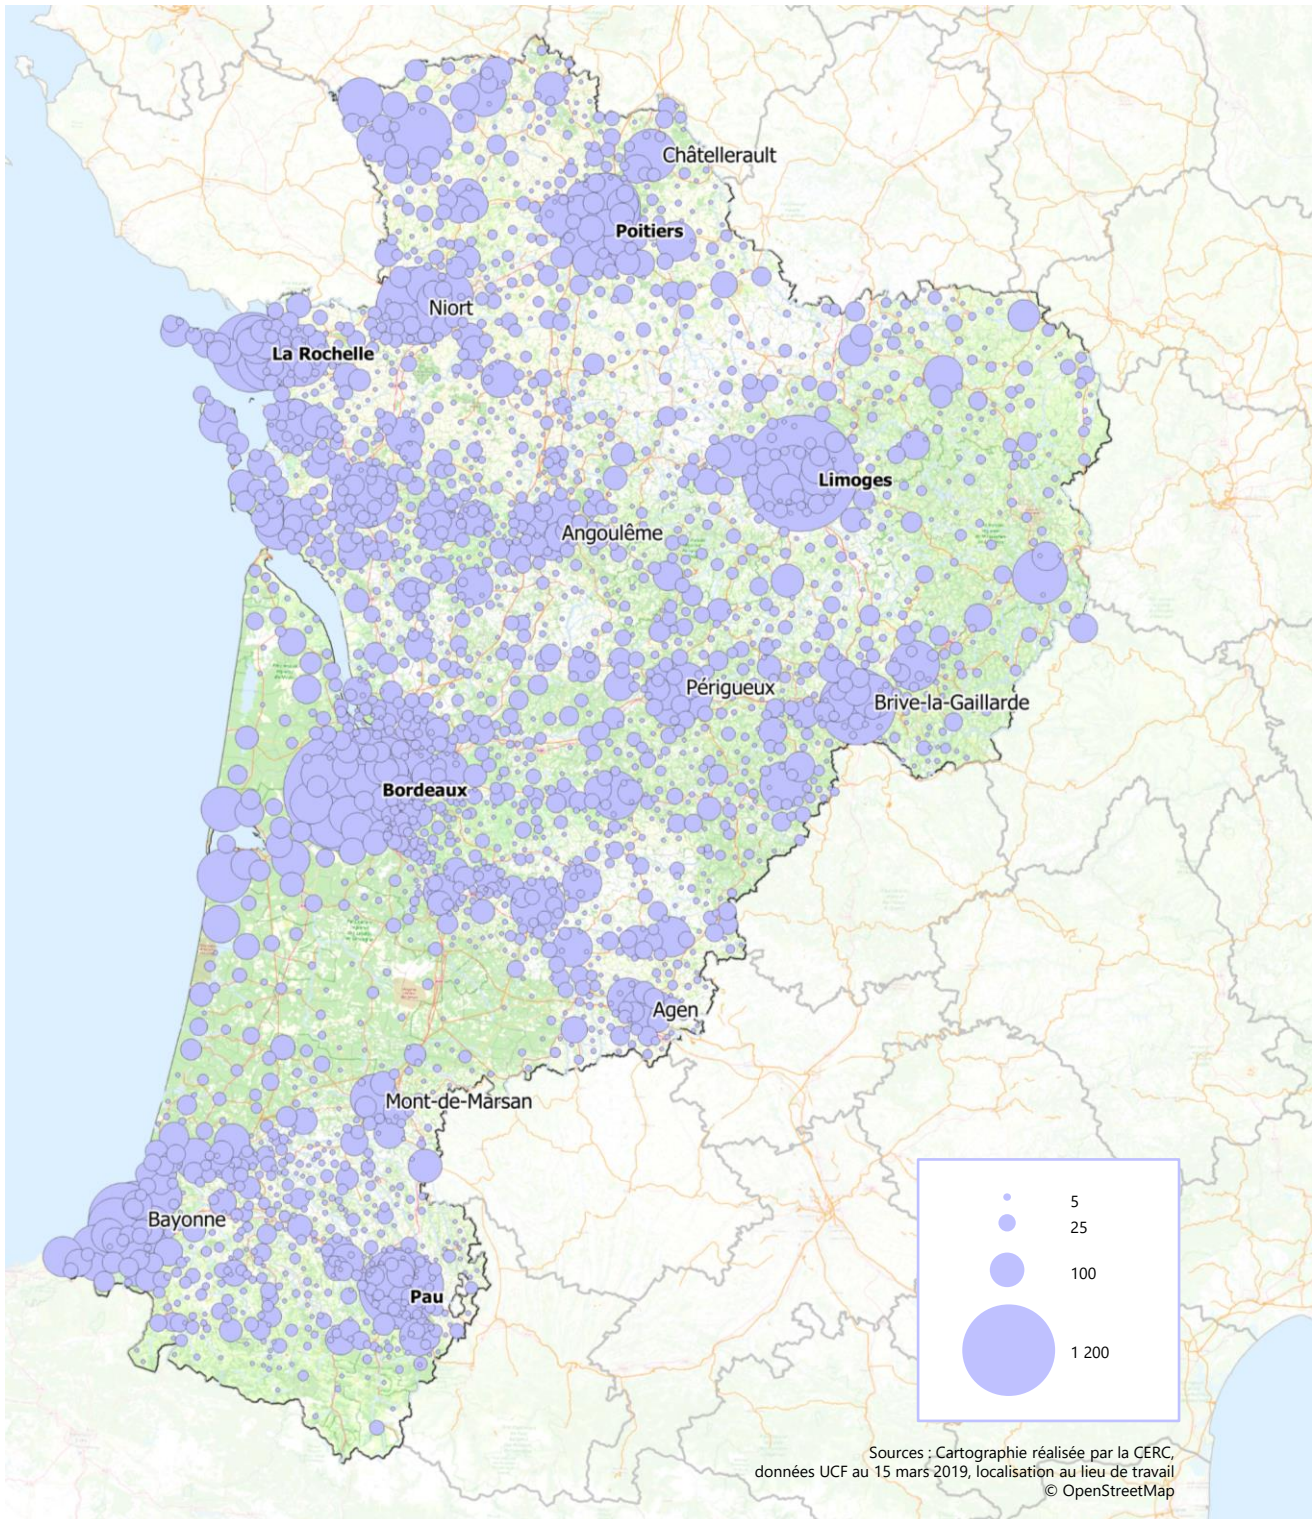 Châtellerault
Poitiers
Niort
La Rochelle
Limoges
Angoulême
Périgueux
Brive-la-Gaillarde
Bordeaux
Agen
Mont-de-Marsan
Bayonne
Pau
5
25
100
1 200
Sources : Cartographie réalisée par la CERC,
données UCF au 15 mars 2019, localisation au lieu de travail
© OpenStreetMap